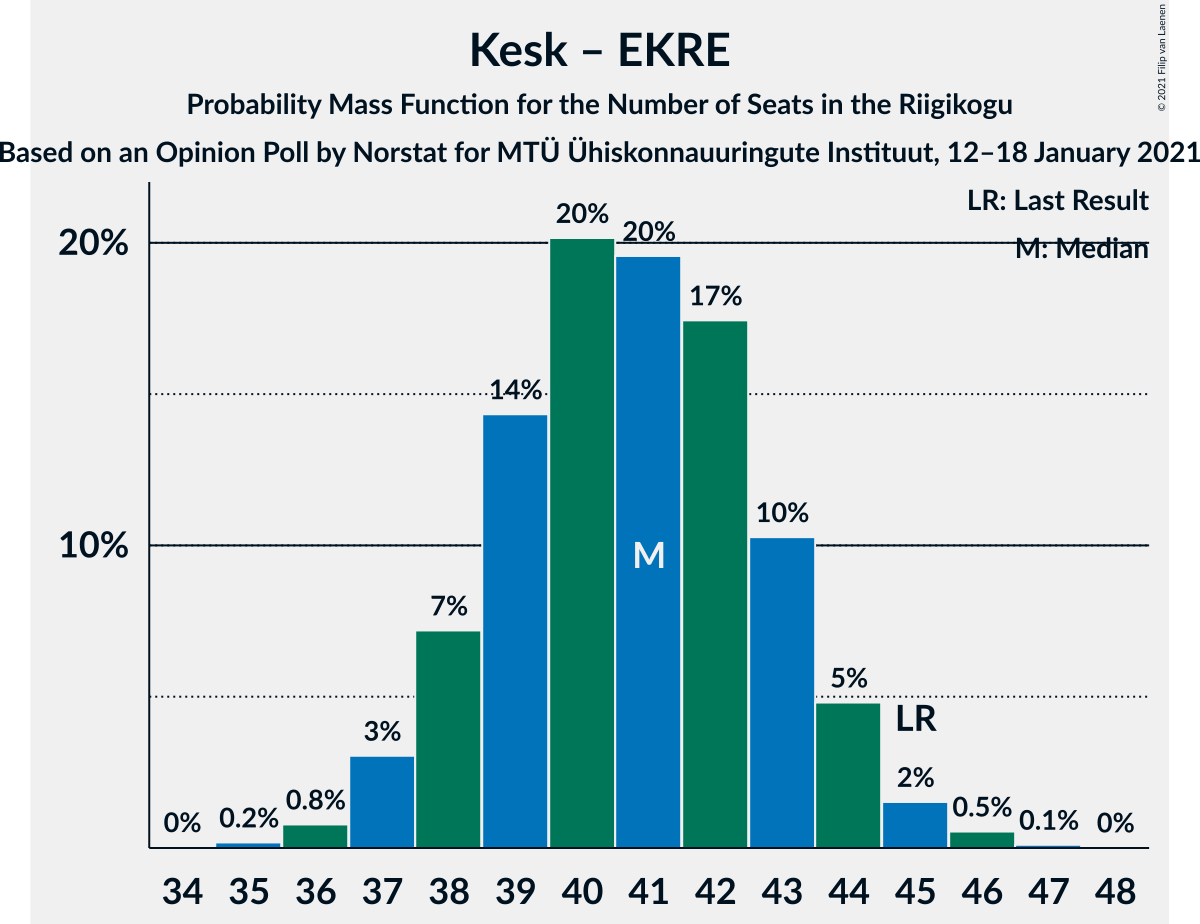 Kesk – EKRE
Probability Mass Function for the Number of Seats in the Riigikogu
Based on an Opinion Poll by Norstat for MTÜ Ühiskonnauuringute Instituut, 12–18 January 2021
© 2021 Filip van Laenen
LR: Last Result
M: Median
20%
10%
0%
0.2%
0.8%
3%
7%
14%
20%
20%
17%
10%
5%
2%
0.5%
0.1%
0%
M
LR
34 35 36 37 38 39 40 41 42 43 44 45 46 47 48